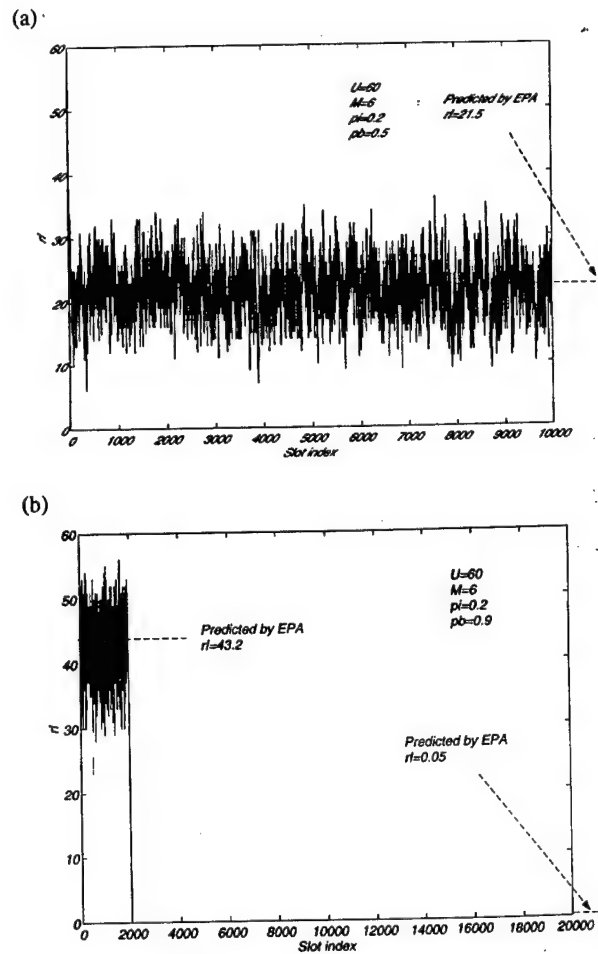 (a)
60
50
40
30
20
10
0
rl
U=60
M=6
pi=0.2
pb=0.5
Predicted by EPA
rl=21.5
0 1000 2000 3000 4000 5000 6000 7000 8000 9000 10000
Slot index
(b)
60
50
40
30
20
10
0
rl
U=60
M=6
pi=0.2
pb=0.9
Predicted by EPA
rl=43.2
Predicted by EPA
rl=0.05
0 2000 4000 6000 8000 10000 12000 14000 16000 18000 20000
Slot index